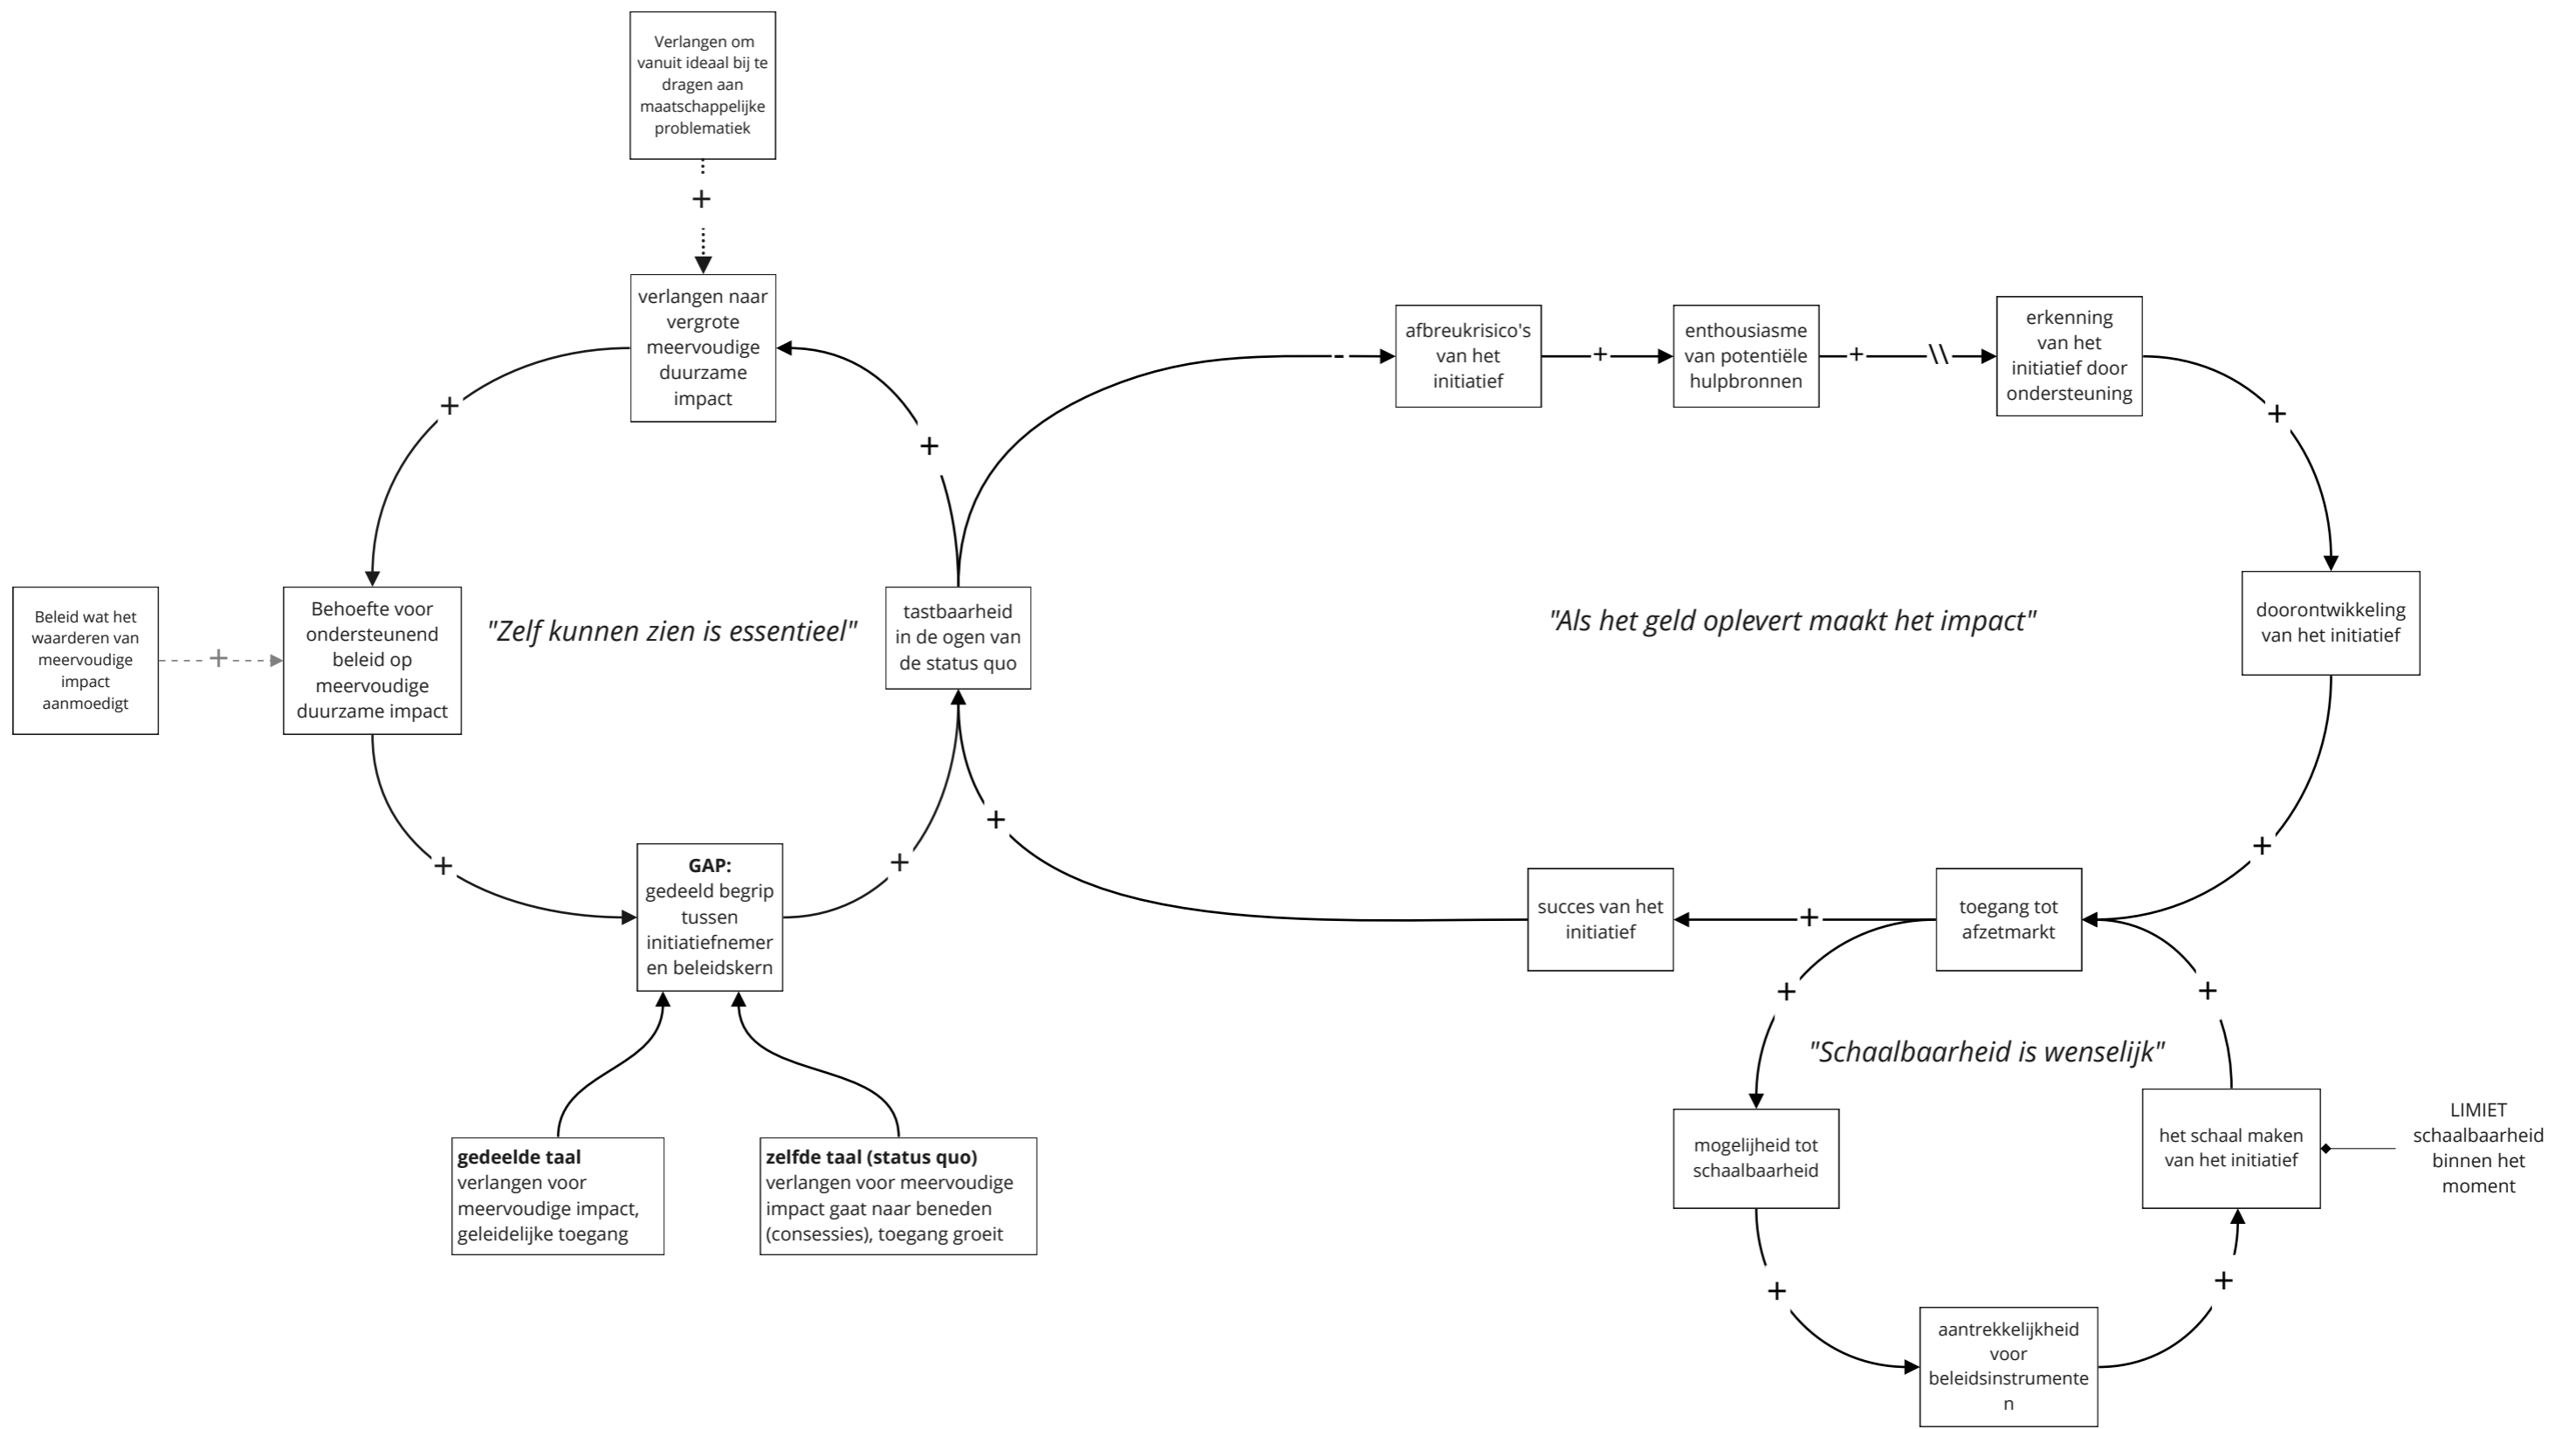 Verlangen om
vanuit ideaal bij te
dragen aan
maatschappelijke
problematiek
+
verlangen naar
vergrote
meervoudige
duurzame
impact
+
+
Beleid wat het
waarderen van
meervoudige
impact
aanmoedigt
+
Behoefte voor
ondersteunend
beleid op
meervoudige
duurzame impact
"Zelf kunnen zien is essentieel"
tastbaarheid
in de ogen van
de status quo
+
GAP:
gedeeld begrip
tussen
initiatiefnemer
en beleidskern
+
+
gedeelde taal
verlangen voor
meervoudige impact,
geleidelijke toegang
zelfde taal (status quo)
verlangen voor meervoudige
impact gaat naar beneden
(consessies), toegang groeit
-
afbreukrisico's
van het
initiatief
+
enthousiasme
van potentiële
hulpbronnen
+
\\
erkenning
van het
initiatief door
ondersteuning
+
"Als het geld oplevert maakt het impact"
doorontwikkeling
van het initiatief
+
succes van het
initiatief
+
toegang tot
afzetmarkt
+
+
"Schaalbaarheid is wenselijk"
mogelijheid tot
schaalbaarheid
het schaal maken
van het initiatief
LIMIET
schaalbaarheid
binnen het
moment
+
+
aantrekkelijkheid
voor
beleidsinstrumente
n